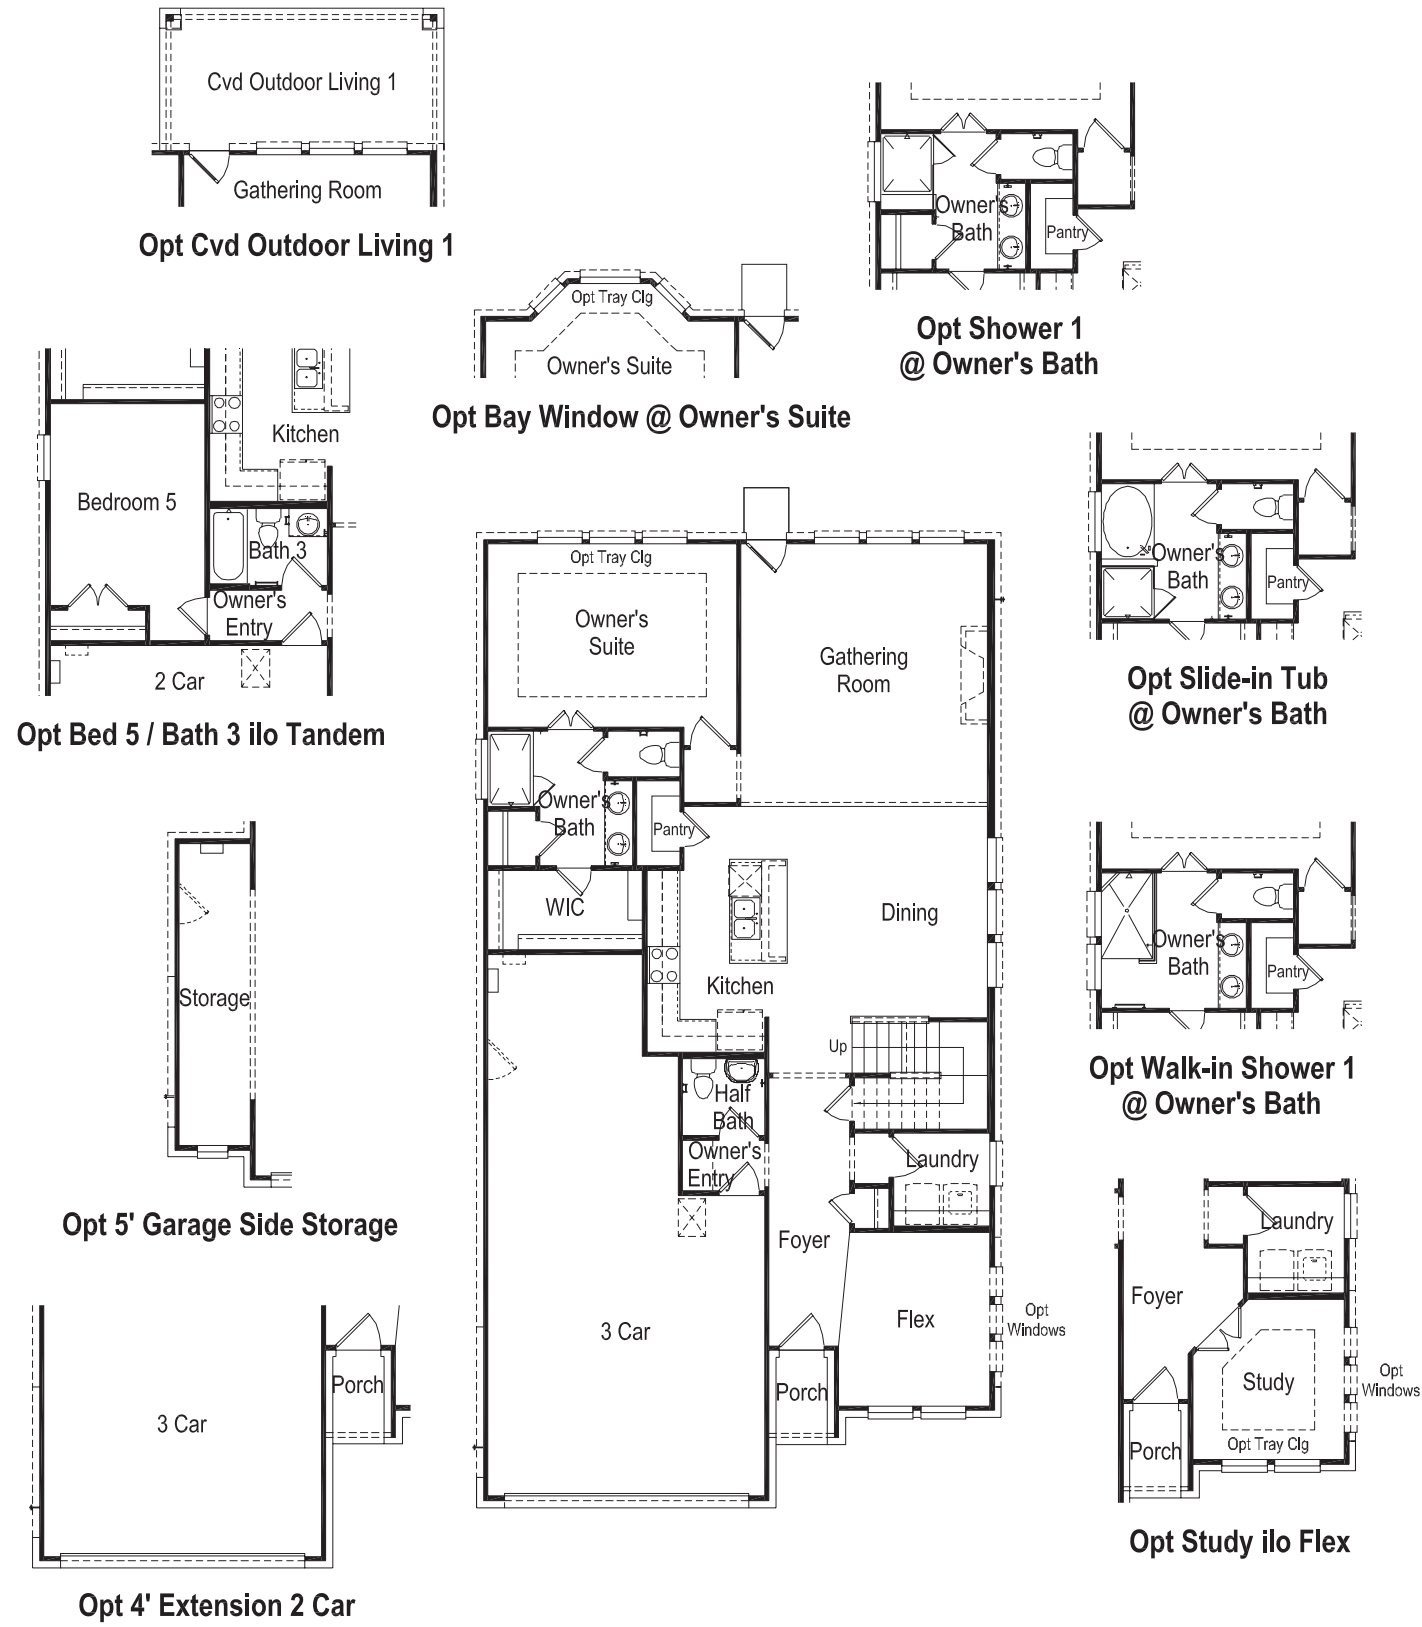 Cvd Outdoor Living 1
Gathering Room
Opt Cvd Outdoor Living 1
Owner's
Bath
Pantry
Opt Shower 1
@ Owner's Bath
Opt Tray Clg
Owner's Suite
Opt Bay Window @ Owner's Suite
Kitchen
Bedroom 5
Bath 3
Owner's
Entry
2 Car
Opt Bed 5 / Bath 3 ilo Tandem
Owner's
Bath
Pantry
Opt Slide-in Tub
@ Owner's Bath
Opt Tray Clg
Owner's
Suite
Gathering
Room
Owner's
Bath
Pantry
WIC
Dining
Kitchen
Up
Half
Bath
Owner's
Entry
Laundry
Foyer
Flex
Opt
Windows
3 Car
Porch
Storage
Opt 5' Garage Side Storage
Owner's
Bath
Pantry
Opt Walk-in Shower 1
@ Owner's Bath
Porch
3 Car
Opt 4' Extension 2 Car
Laundry
Foyer
Study
Opt
Windows
Opt Tray Clg
Porch
Opt Study ilo Flex